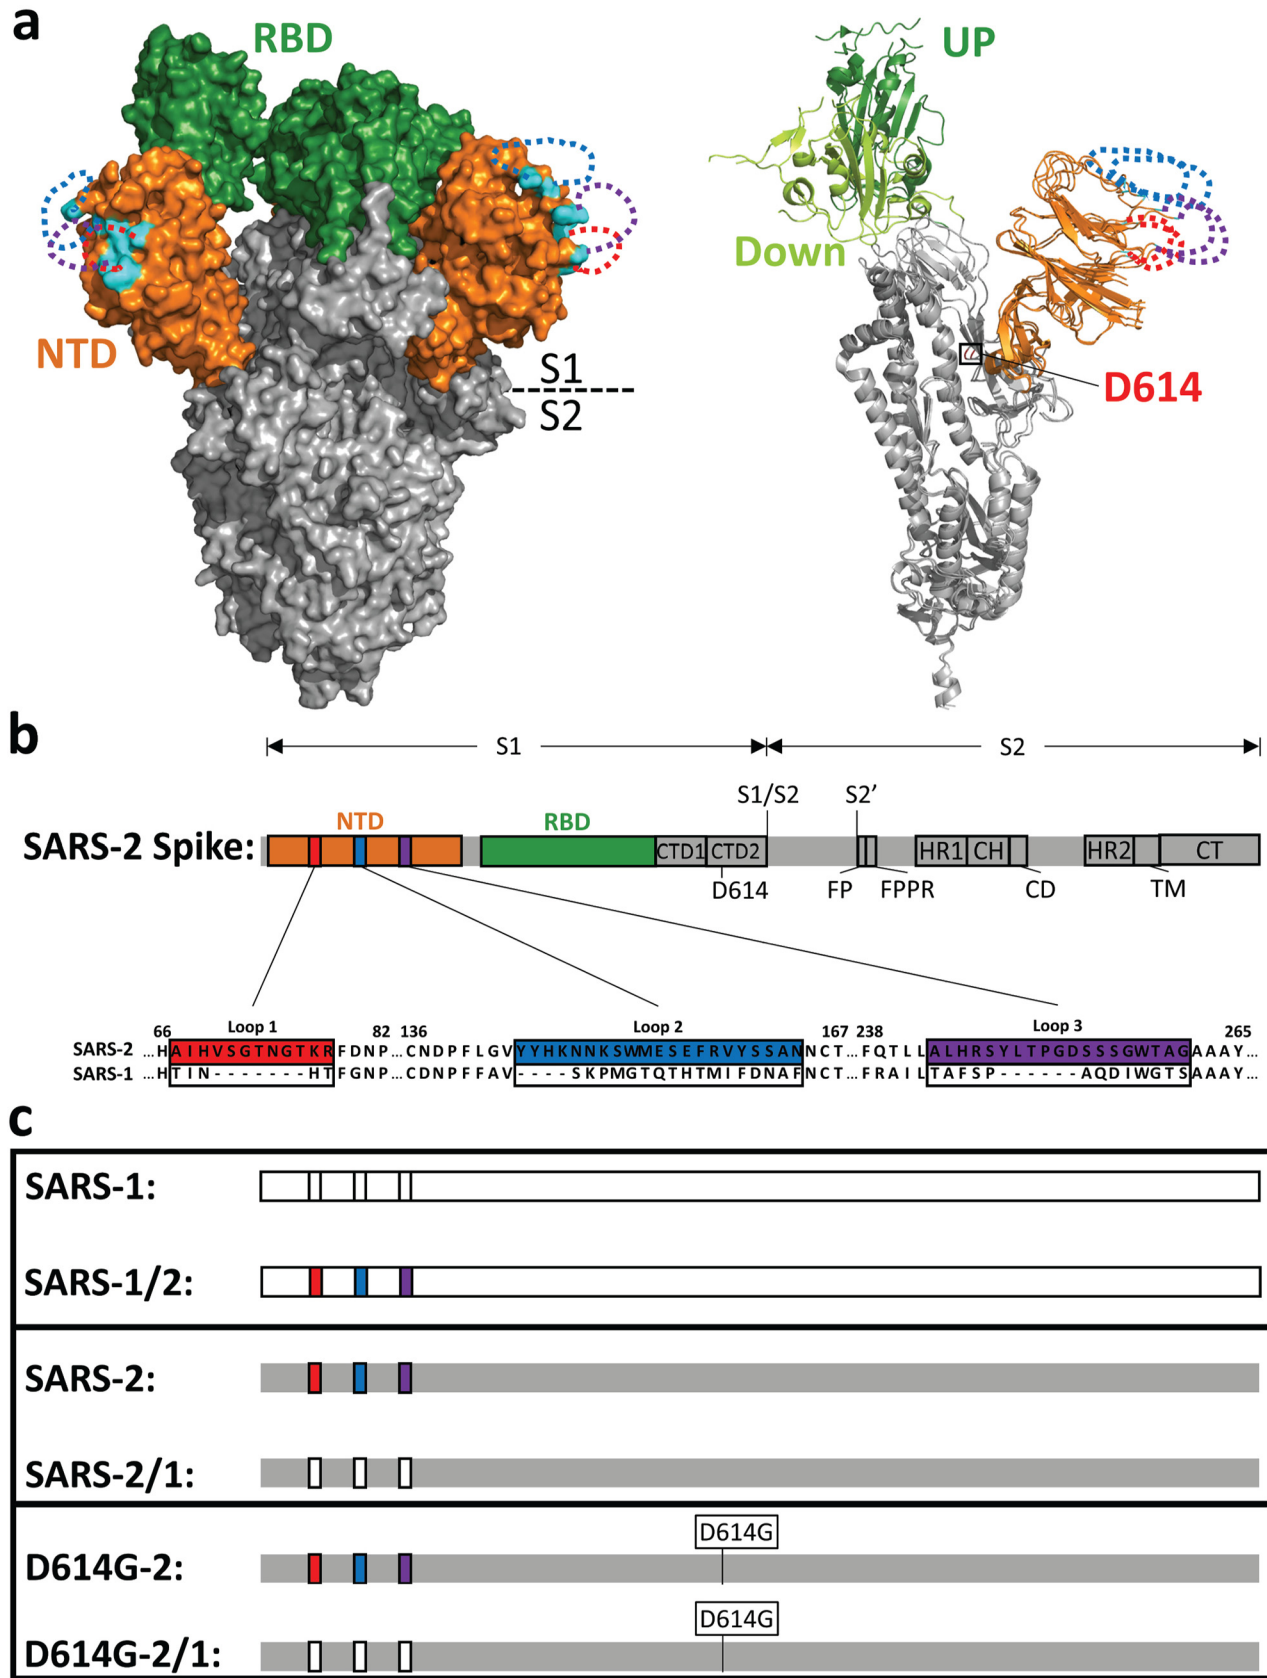 a
RBD
UP
Down
NTD
S1
S2
D614
b
S1 S2
S1/S2 S2’
NTD RBD
SARS-2 Spike: CTD1 CTD2 HR1 CH HR2 CT
D614 FP FPPR CD TM
66 Loop 1 82 136 Loop 2 167 238 Loop 3 265
SARS-2 ...HAIHVSGTNGTKRFDNP...CNDPFLGVYYHKNNKSWMESEFRVYSSANNCT...FQTLLALHRSYLTPGDSSSGWTAGAAAY...
SARS-1 ...HTIN-------HTFGNP...CNDPFFAV----SKPMGTQTHTMIFDNAFNCT...FRAILTAFSP------AQDIWGTSAAAY...
c
SARS-1:
SARS-1/2:
SARS-2:
SARS-2/1:
D614G
D614G-2:
D614G
D614G-2/1: